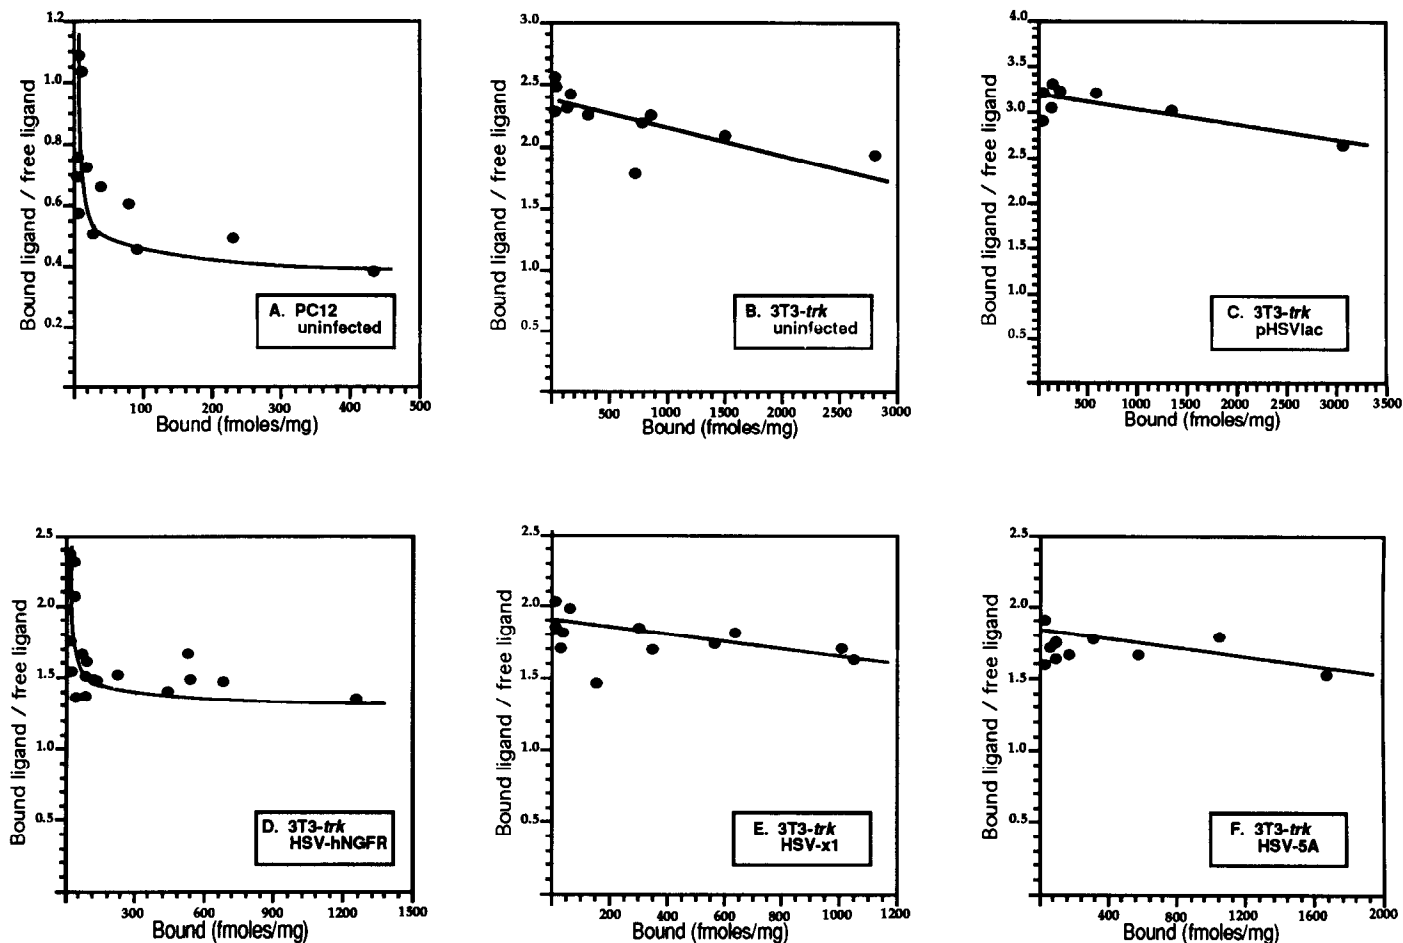 1.2
1.0
0.8
0.6
0.4
0.2
100
200
300
400
500
Bound ligand / free ligand
Bound (fmoles/mg)
A. PC12
uninfected
3.0
2.5
2.0
1.5
1.0
0.5
500
1000
1500
2000
2500
3000
Bound ligand / free ligand
Bound (fmoles/mg)
B. 3T3-trk
uninfected
4.0
3.5
3.0
2.5
2.0
1.5
1.0
0.5
500
1000
1500
2000
2500
3000
3500
Bound ligand / free ligand
Bound (fmoles/mg)
C. 3T3-trk
pHSVlac
2.5
2.0
1.5
1.0
0.5
300
600
900
1200
1500
Bound ligand / free ligand
Bound (fmoles/mg)
D. 3T3-trk
HSV-hNGFR
2.5
2.0
1.5
1.0
0.5
200
400
600
800
1000
1200
Bound ligand / free ligand
Bound (fmoles/mg)
E. 3T3-trk
HSV-x1
2.5
2.0
1.5
1.0
0.5
400
800
1200
1600
2000
Bound ligand / free ligand
Bound (fmoles/mg)
F. 3T3-trk
HSV-5A